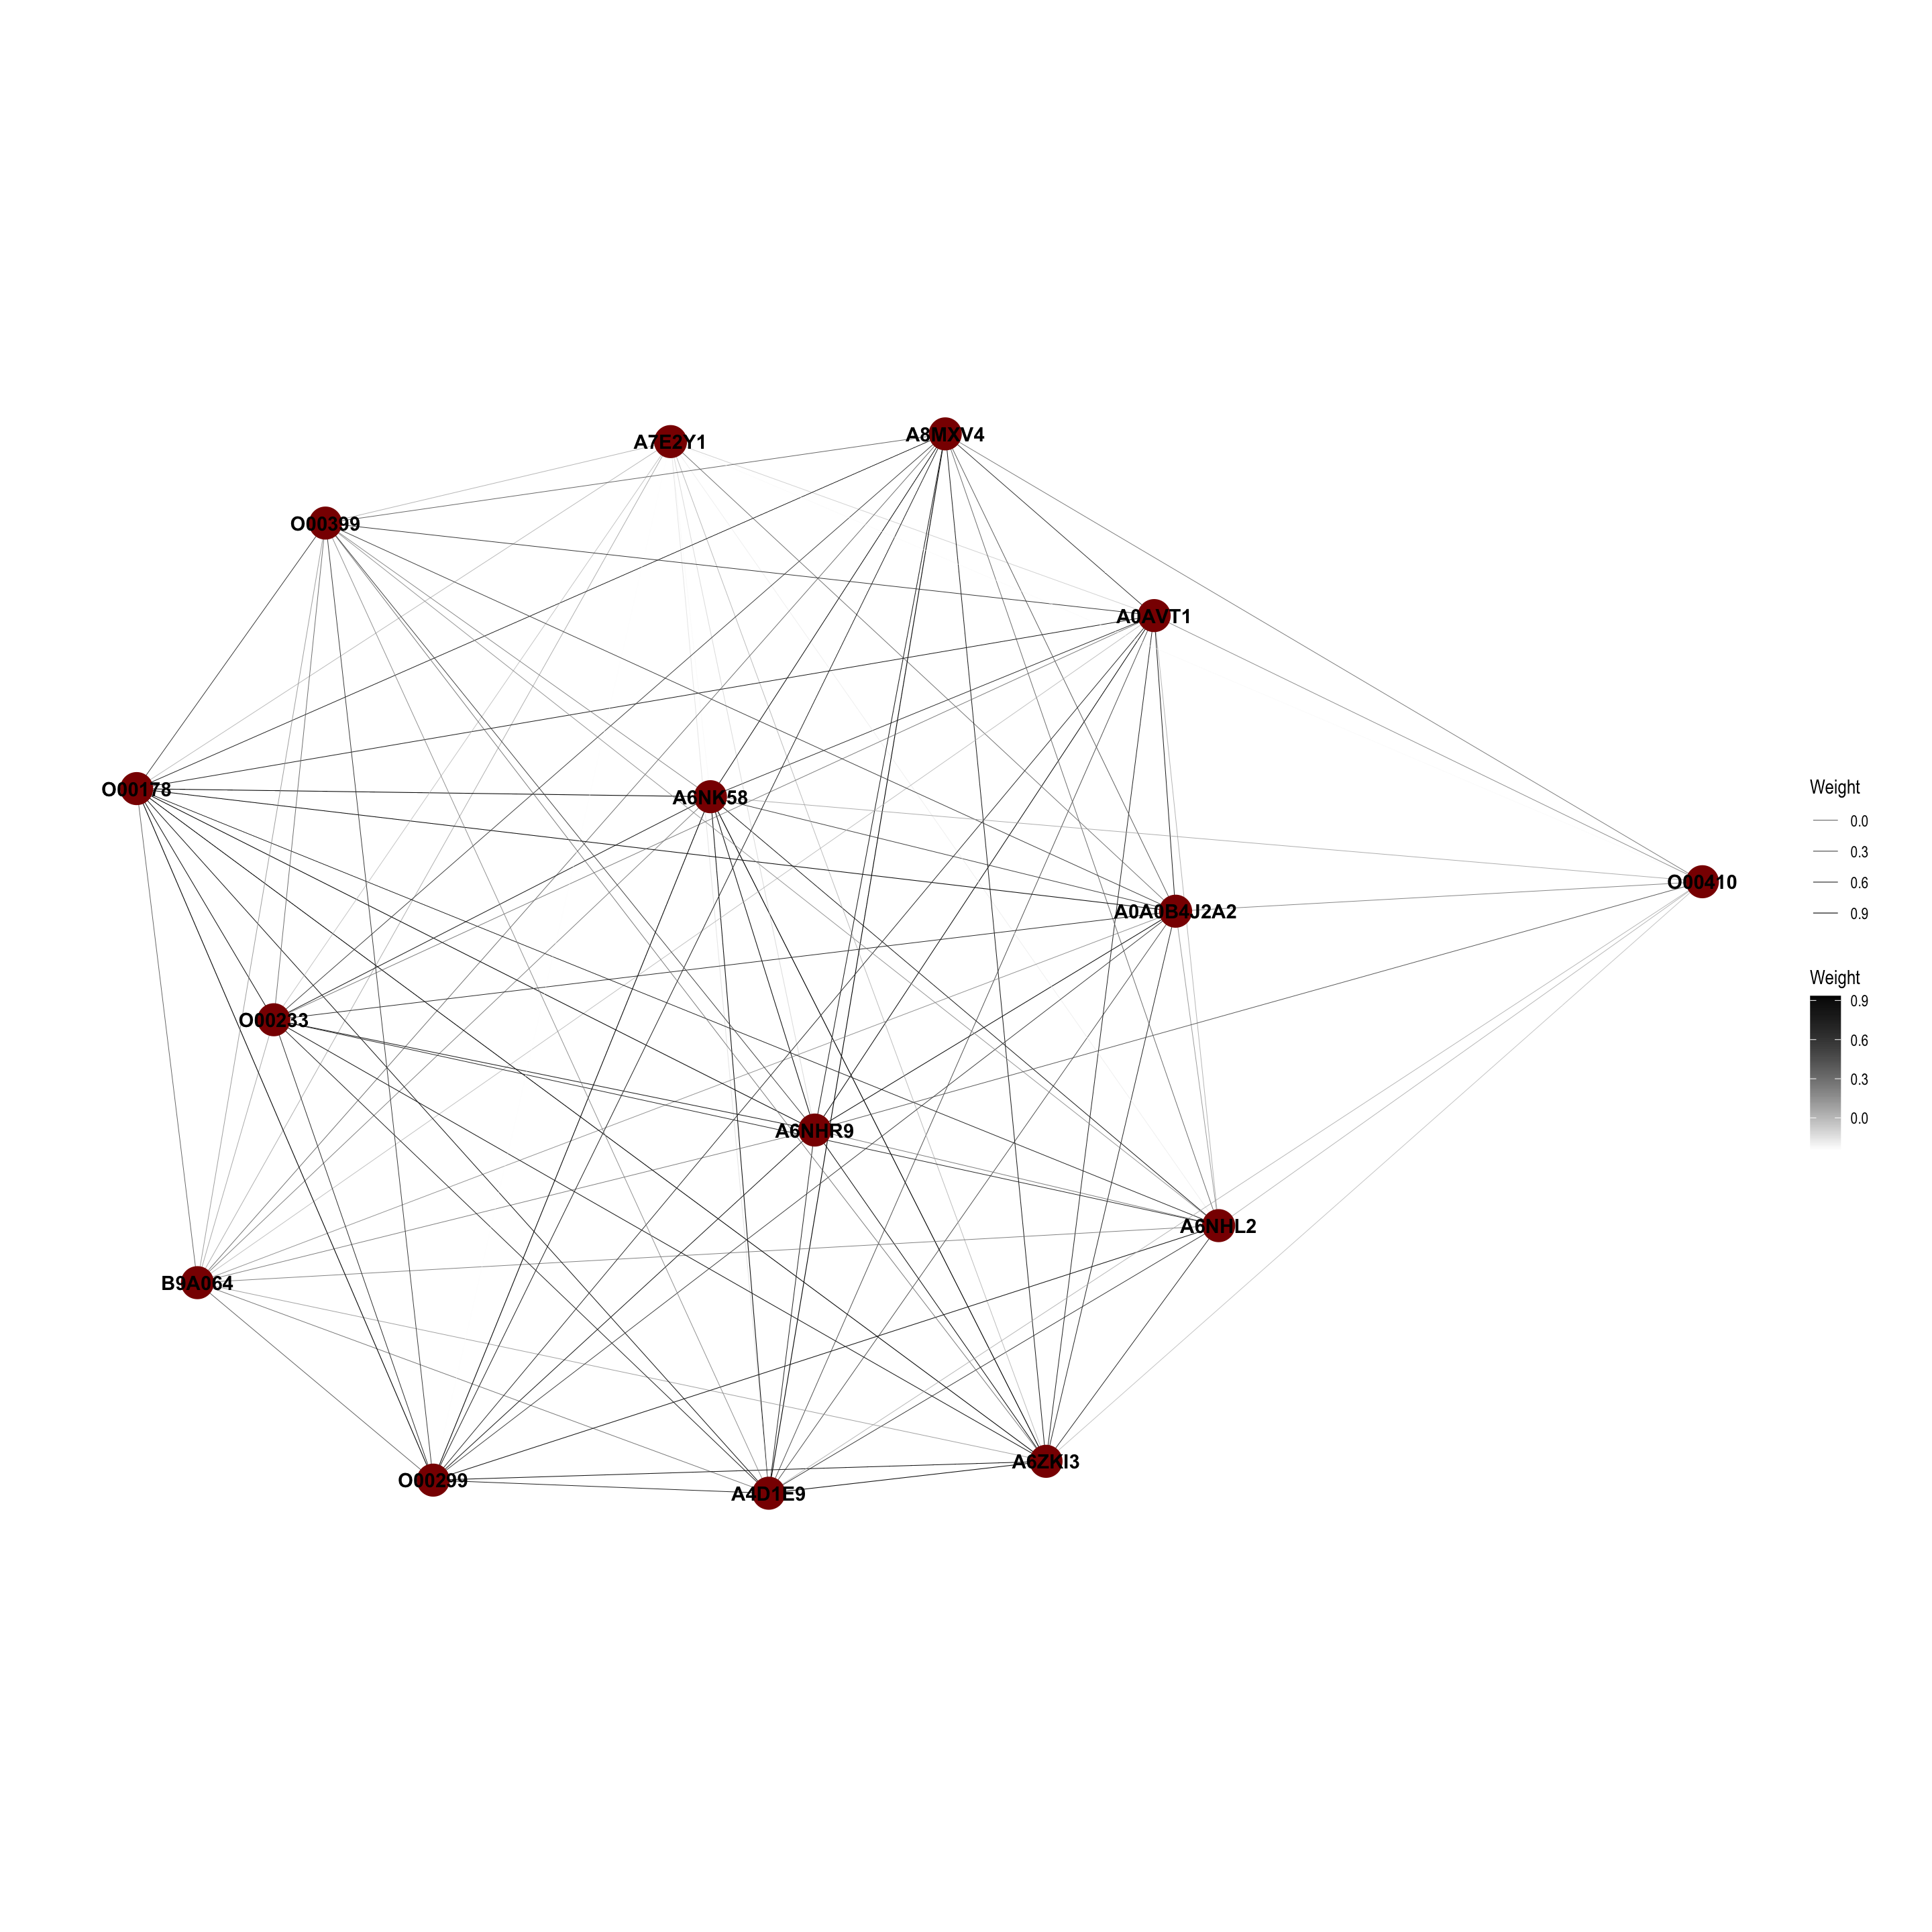 A8MXV4
A7E2Y1
O00399
A0AVT1
Weight
O00178
A6NK58
0.0
0.3
O00410
0.6
A0A0B4J2A2
0.9
Weight
0.9
O00233
0.6
0.3
0.0
A6NHR9
A6NHL2
B9A064
A6ZKI3
O00299
A4D1E9